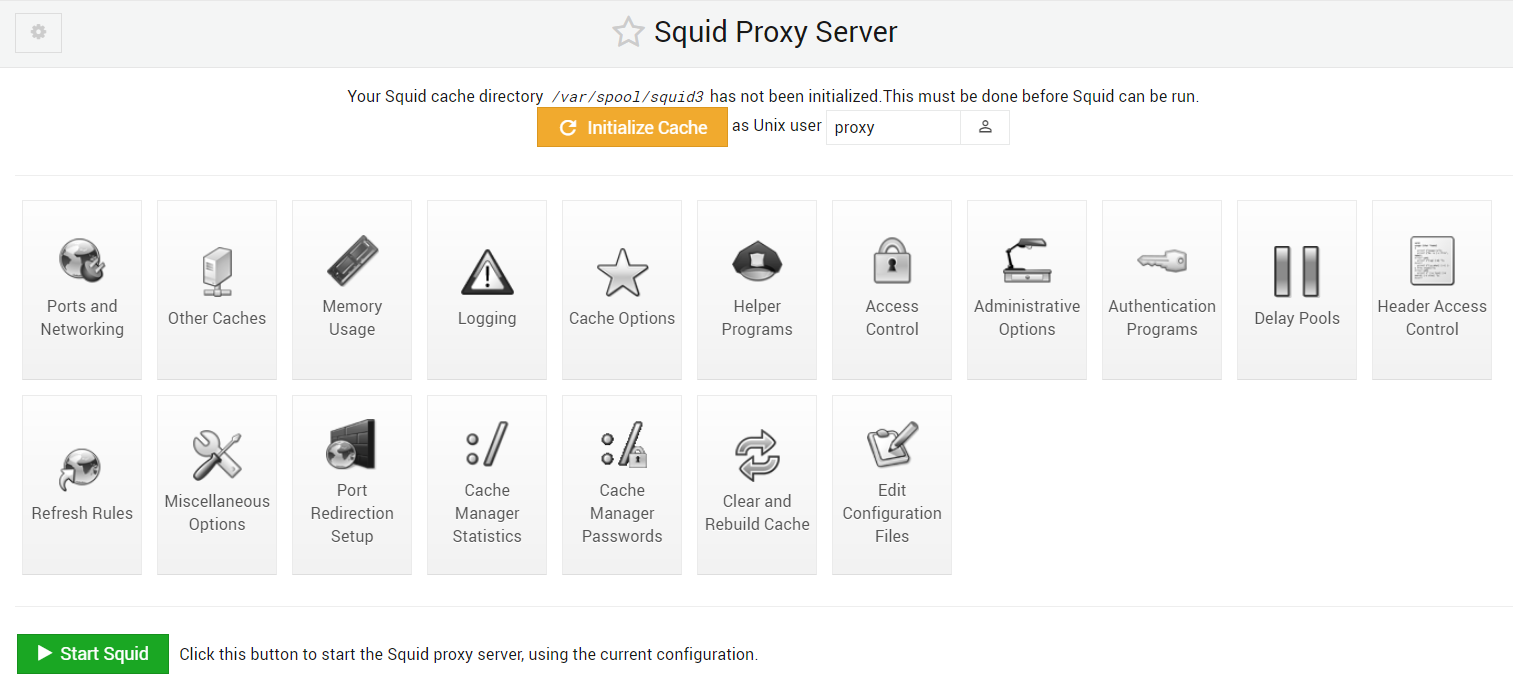 Squid Proxy Server
Your Squid cache directory /var/spool/squid3 has not been initialized.This must be done before Squid can be run.
Initialize Cache as Unix user proxy
Ports and
Networking
Other Caches
Memory
Usage
Logging
Cache Options
Helper
Programs
Access
Control
Administrative
Options
Authentication
Programs
Delay Pools
Header Access
Control
Refresh Rules
Miscellaneous
Options
Port
Redirection
Setup
Cache
Manager
Statistics
Cache
Manager
Passwords
Clear and
Rebuild Cache
Edit
Configuration
Files
Start Squid Click this button to start the Squid proxy server, using the current configuration.